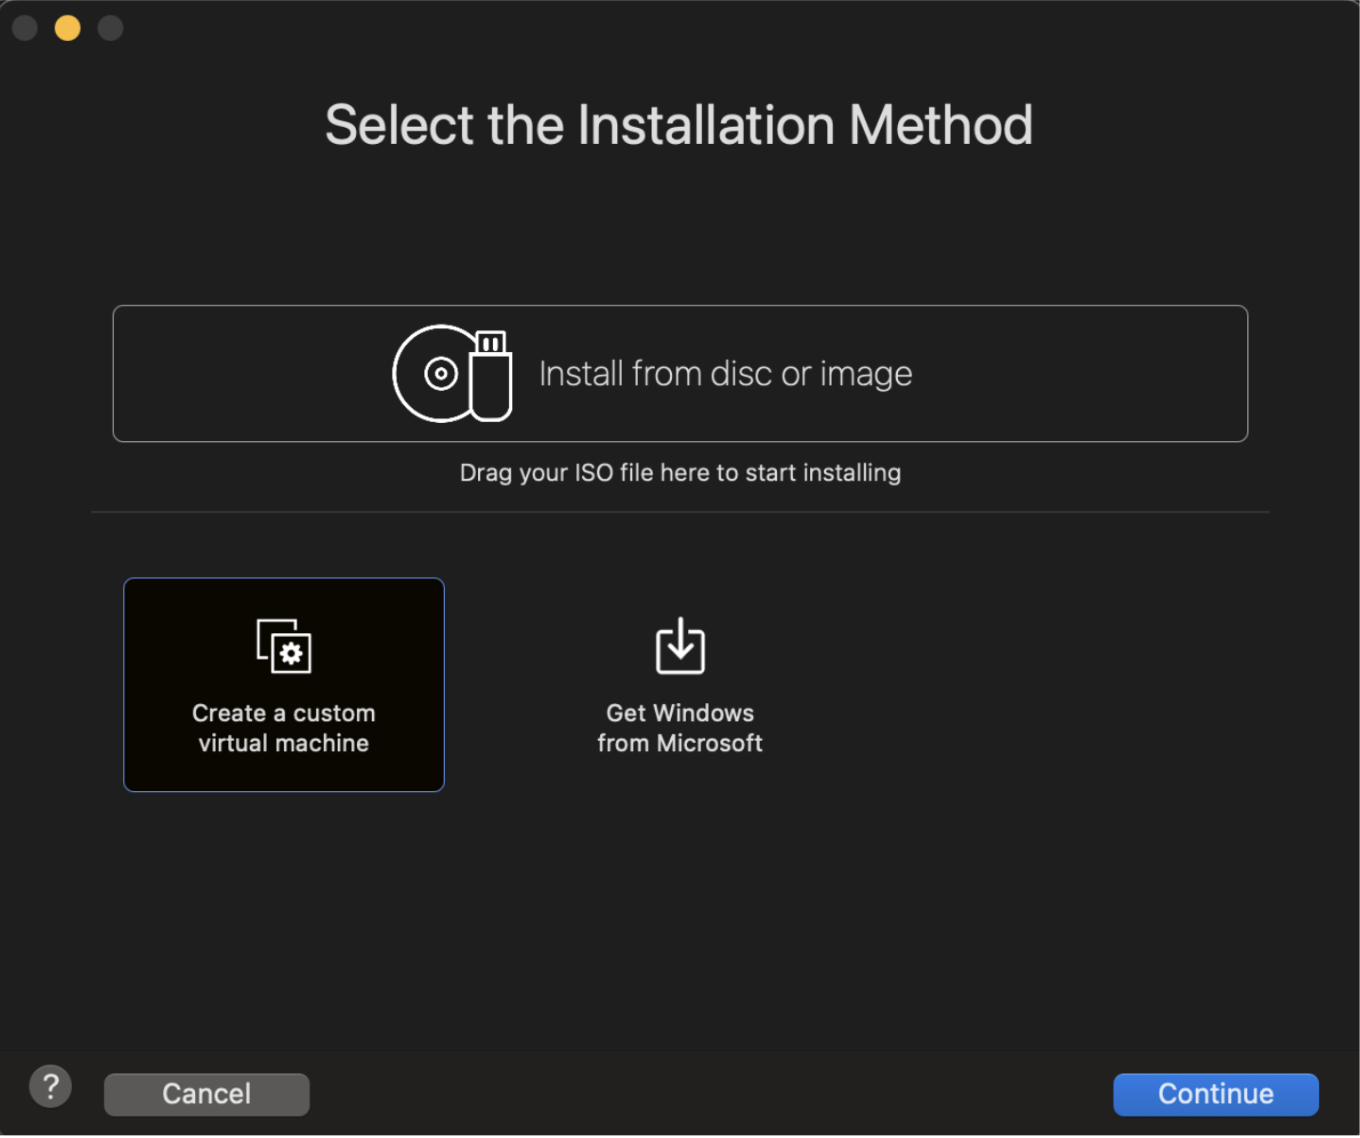 Select the Installation Method
Install from disc or image
Drag your ISO file here to start installing
Create a custom
virtual machine
Get Windows
from Microsoft
?
Cancel
Continue